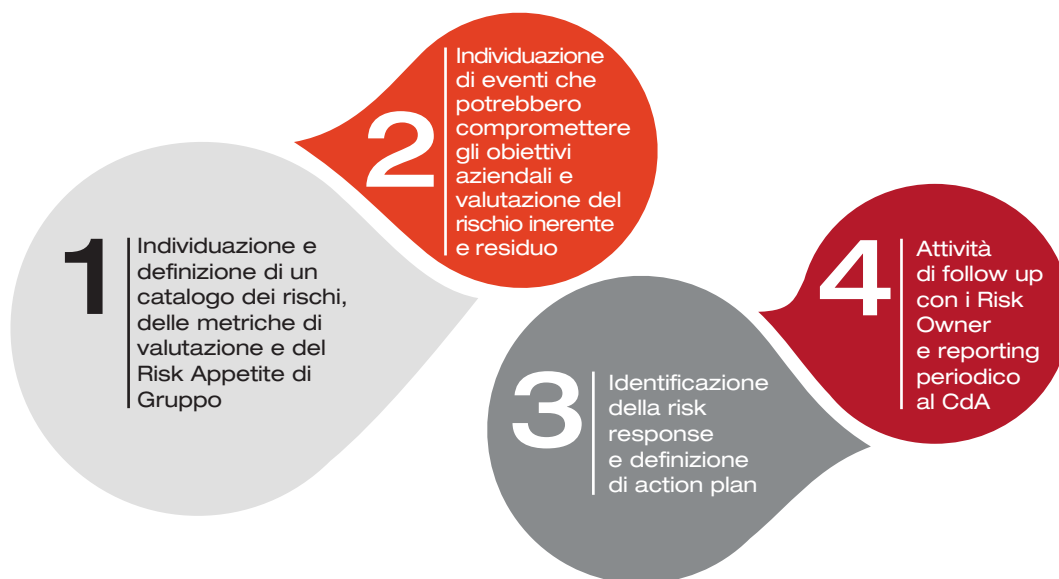 1
Individuazione e
definizione di un
catalogo dei rischi,
delle metriche di
valutazione e del
Risk Appetite di
Gruppo
2
Individuazione
di eventi che
potrebbero
compromettere
gli obiettivi
aziendali e
valutazione del
rischio inerente
e residuo
3
Identificazione
della risk
response
e definizione
di action plan
4
Attività
di follow up
con i Risk
Owner
e reporting
periodico
al CdA